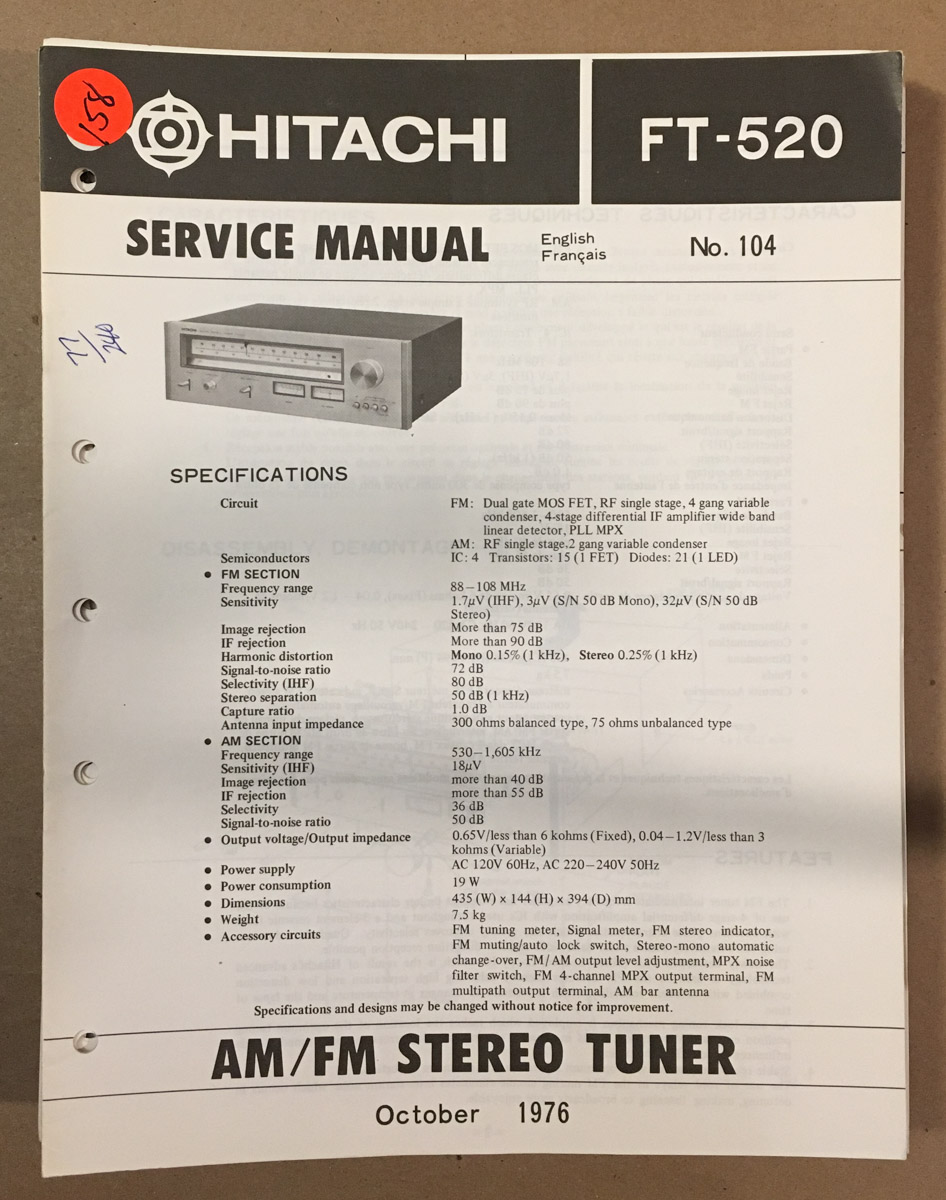 158
HITACHI
FT-520
SERVICE MANUAL
English
Français
No. 104
77/
240
HITACHI
SPECIFICATIONS
Circuit FM: Dual gate MOS FET, RF single stage, 4 gang variable
condenser, 4-stage differential IF amplifier wide band
linear detector, PLL MPX
AM: RF single stage.2 gang variable condenser
Semiconductors IC: 4 Transistors: 15 (1 FET) Diodes: 21 (1 LED)
● FM SECTION
Frequency range 88–108 MHz
Sensitivity 1.7μV (IHF), 3μV (S/N 50 dB Mono), 32μV (S/N 50 dB
Stereo)
Image rejection More than 75 dB
IF rejection More than 90 dB
Harmonic distortion Mono 0.15% (1 kHz), Stereo 0.25% (1 kHz)
Signal-to-noise ratio 72 dB
Selectivity (IHF) 80 dB
Stereo separation 50 dB (1 kHz)
Capture ratio 1.0 dB
Antenna input impedance 300 ohms balanced type, 75 ohms unbalanced type
● AM SECTION
Frequency range 530–1,605 kHz
Sensitivity (IHF) 18μV
Image rejection more than 40 dB
IF rejection more than 55 dB
Selectivity 36 dB
Signal-to-noise ratio 50 dB
● Output voltage/Output impedance 0.65V/less than 6 kohms (Fixed), 0.04–1.2V/less than 3
kohms (Variable)
● Power supply AC 120V 60Hz, AC 220–240V 50Hz
● Power consumption 19 W
● Dimensions 435 (W) × 144 (H) × 394 (D) mm
● Weight 7.5 kg
● Accessory circuits FM tuning meter, Signal meter, FM stereo indicator,
FM muting/auto lock switch, Stereo-mono automatic
change-over, FM/AM output level adjustment, MPX noise
filter switch, FM 4-channel MPX output terminal, FM
multipath output terminal, AM bar antenna
Specifications and designs may be changed without notice for improvement.
AM/FM STEREO TUNER
October 1976